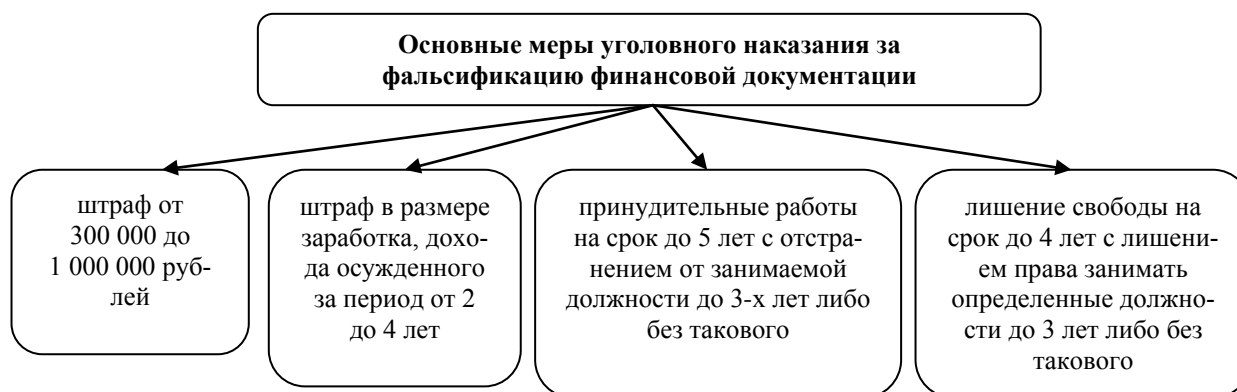 Основные меры уголовного наказания за
фальсификацию финансовой документации
штраф от
300 000 до
1 000 000 руб-
лей
штраф в размере
заработка, дохо-
да осужденного
за период от 2
до 4 лет
принудительные работы
на срок до 5 лет с отстра-
нением от занимаемой
должности до 3-х лет либо
без такового
лишение свободы на
срок до 4 лет с лишени-
ем права занимать
определенные должно-
сти до 3 лет либо без
такового